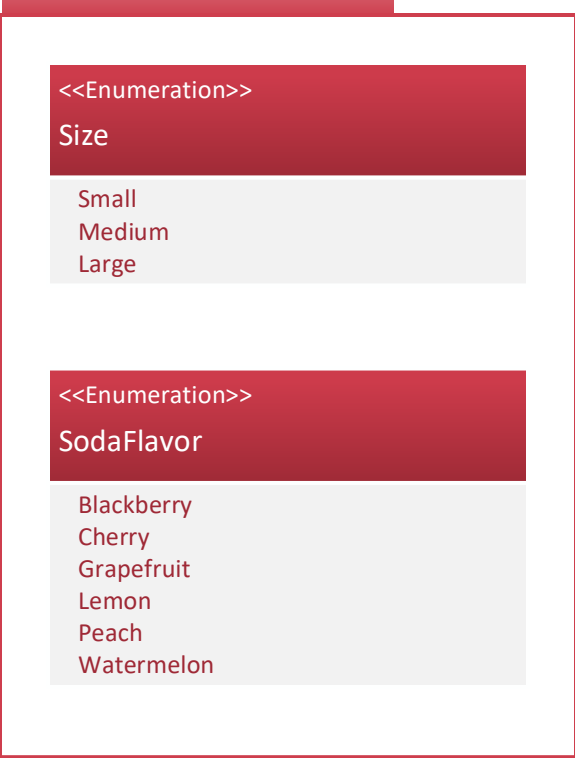 <<Enumeration>>
Size
Small
Medium
Large
<<Enumeration>>
SodaFlavor
Blackberry
Cherry
Grapefruit
Lemon
Peach
Watermelon